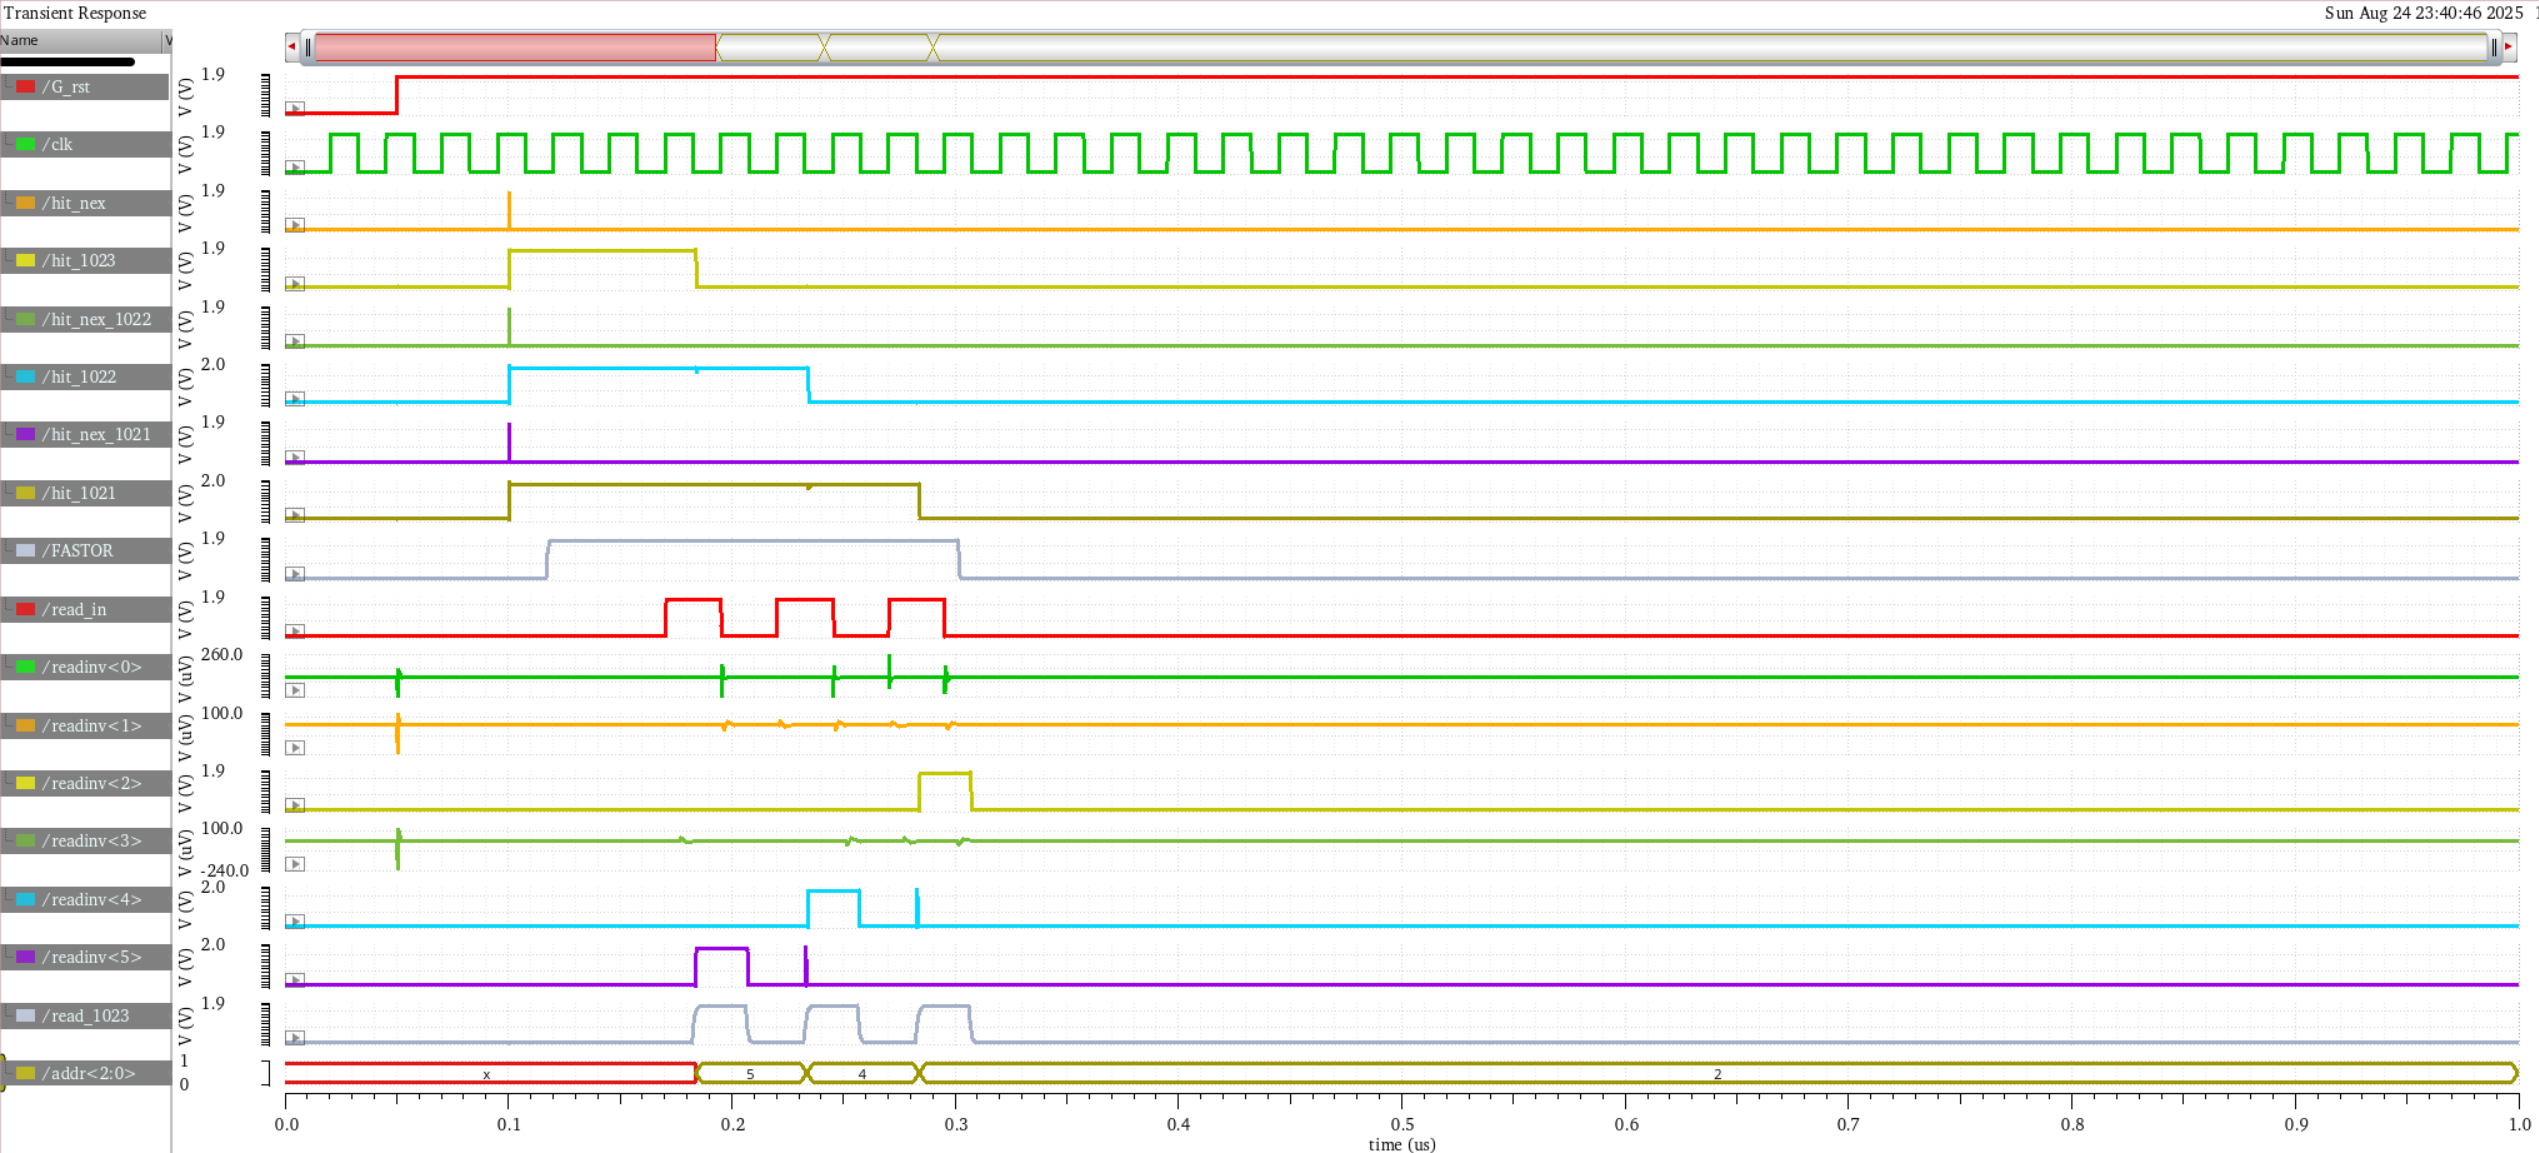 Transient Response
Sun Aug 24 23:40:46 2025 1
Name V
/G_rst V (V) 1.9
/clk V (V) 1.9
/hit_nex V (V) 1.9
/hit_1023 V (V) 1.9
/hit_nex_1022 V (V) 1.9
/hit_1022 V (V) 2.0
/hit_nex_1021 V (V) 1.9
/hit_1021 V (V) 2.0
/FASTOR V (V) 1.9
/read_in V (V) 1.9
/readinv<0> V (uV) 260.0
/readinv<1> V (uV) 100.0
/readinv<2> V (V) 1.9
/readinv<3> V (uV) 100.0
-240.0
/readinv<4> V (V) 2.0
/readinv<5> V (V) 2.0
/read_1023 V (V) 1.9
/addr<2:0> 1
0
x 5 4 2
0.0 0.1 0.2 0.3 0.4 0.5 0.6 0.7 0.8 0.9 1.0
time (us)